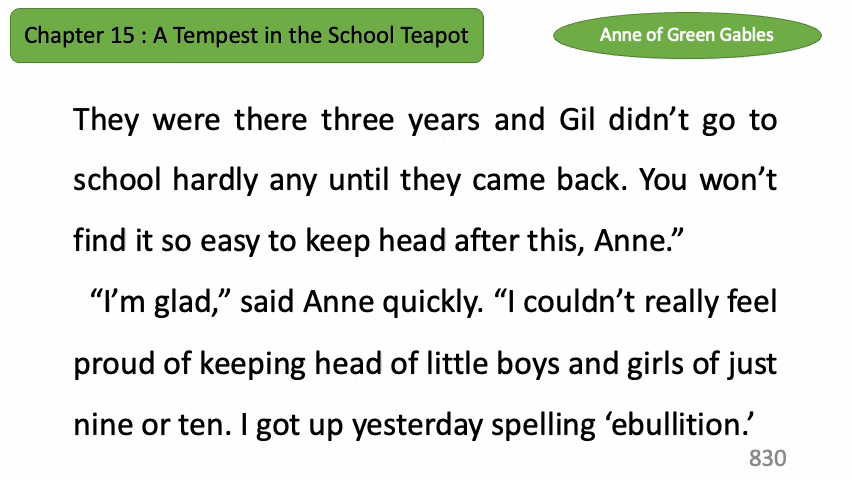 Chapter 15 : A Tempest in the School Teapot
Anne of Green Gables
They were there three years and Gil didn’t go to
school hardly any until they came back. You won’t
find it so easy to keep head after this, Anne.”
“I’m glad,” said Anne quickly. “I couldn’t really feel
proud of keeping head of little boys and girls of just
nine or ten. I got up yesterday spelling ‘ebullition.’
830